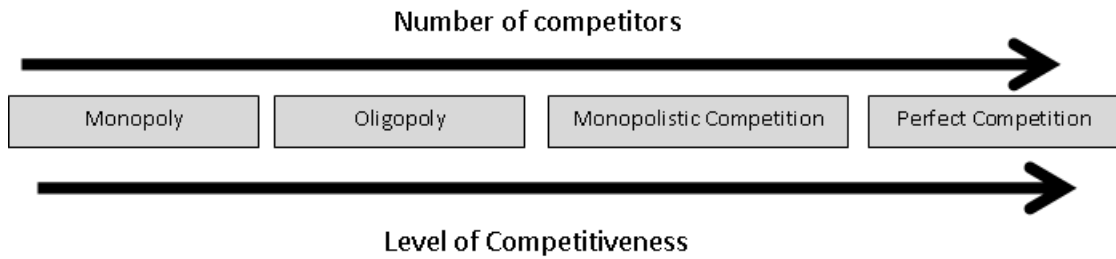 Number of competitors
Monopoly
Oligopoly
Monopolistic Competition
Perfect Competition
Level of Competitiveness